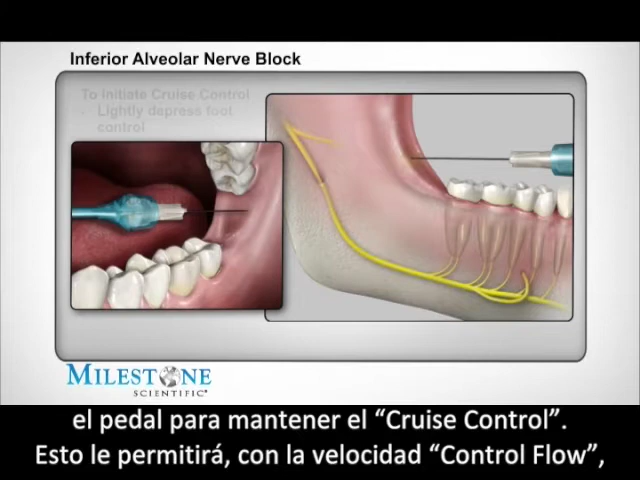 Inferior Alveolar Nerve Block
To Initiate Cruise Control
- Lightly depress foot
control
MILESTONE
SCIENTIFIC®
el pedal para mantener el “Cruise Control”.
Esto le permitirá, con la velocidad “Control Flow”,